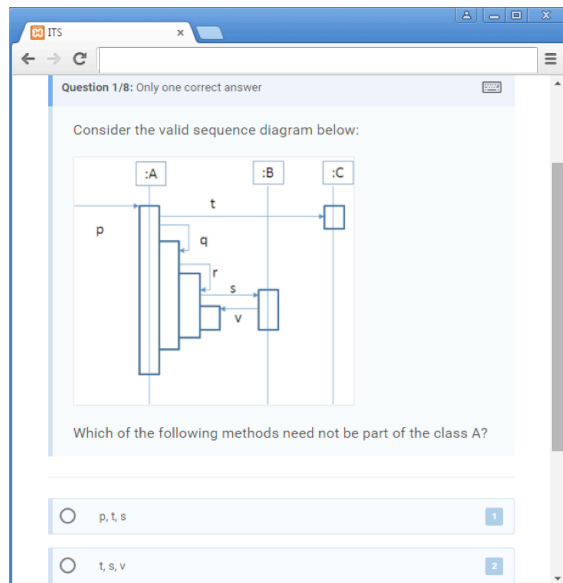 ITS
Question 1/8: Only one correct answer
Consider the valid sequence diagram below:
:A :B :C
t
p
q
r
s
v
Which of the following methods need not be part of the class A?
p, t, s
1
t, s, v
2